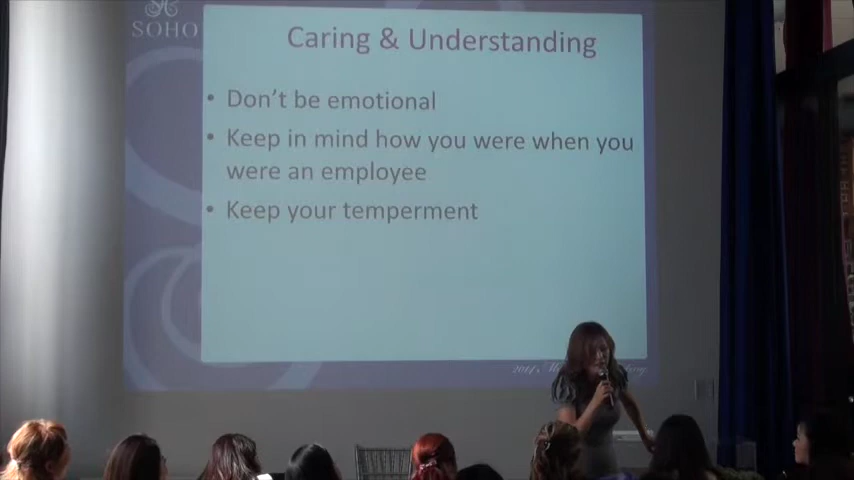 SOHO
Caring & Understanding
• Don't be emotional
• Keep in mind how you were when you
were an employee
• Keep your temperment
2014